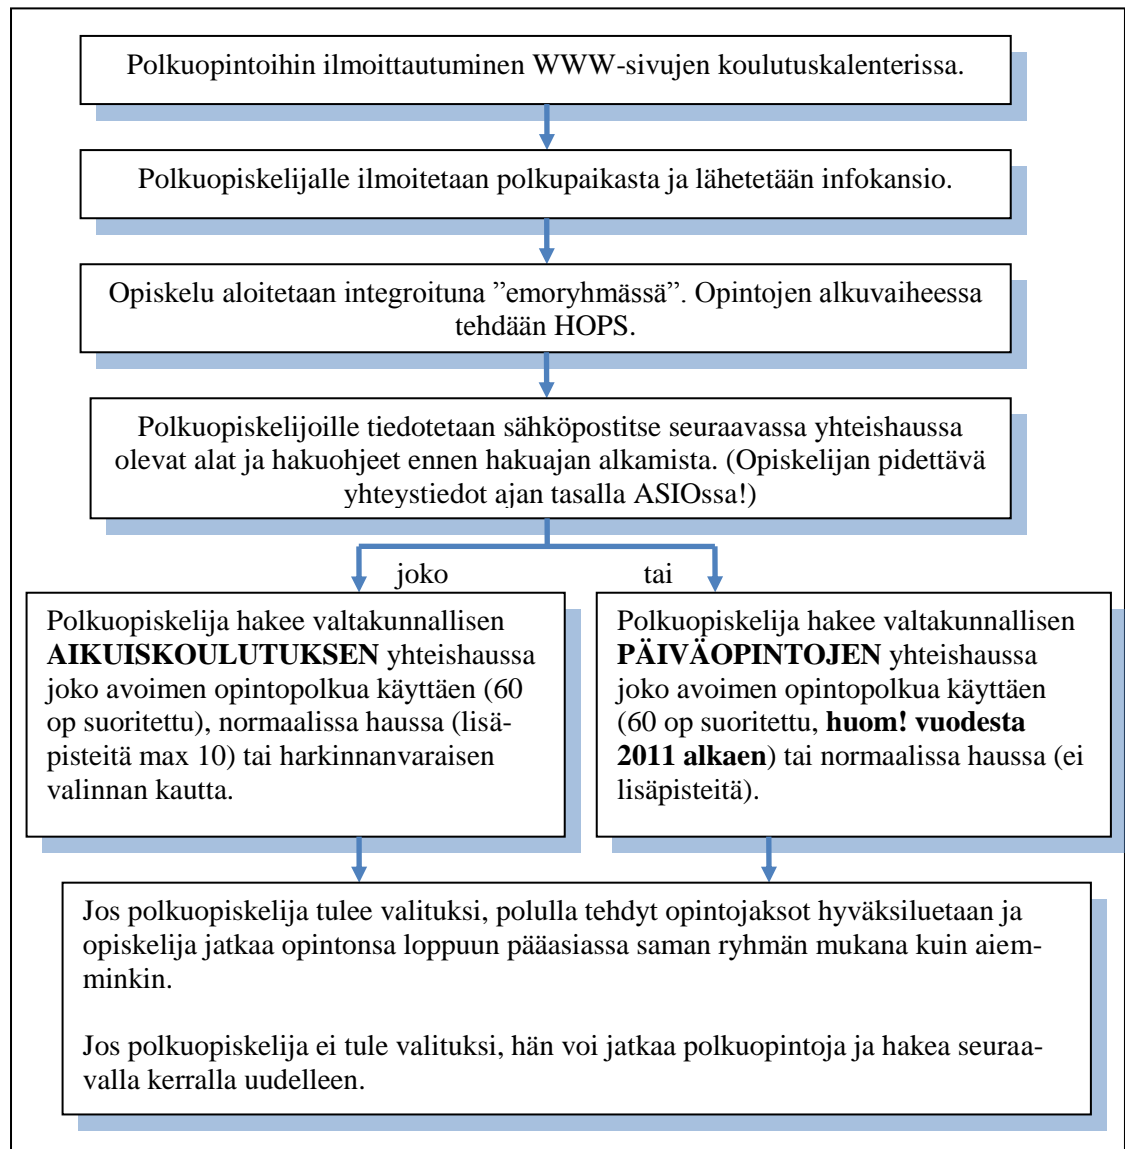 Polkuopintoihin ilmoittautuminen WWW-sivujen koulutuskalenterissa.
Polkuopiskelijalle ilmoitetaan polkupaikasta ja lähetetään infokansio.
Opiskelu aloitetaan integroituna ”emoryhmässä”. Opintojen alkuvaiheessa
tehdään HOPS.
Polkuopiskelijoille tiedotetaan sähköpostitse seuraavassa yhteishaussa
olevat alat ja hakuohjeet ennen hakuajan alkamista. (Opiskelijan pidettävä
yhteystiedot ajan tasalla ASIOssa!)
joko
tai
Polkuopiskelija hakee valtakunnallisen
AIKUISKOULUTUKSEN yhteishaussa
joko avoimen opintopolkua käyttäen (60
op suoritettu), normaalissa haussa (lisä-
pisteitä max 10) tai harkinnanvaraisen
valinnan kautta.
Polkuopiskelija hakee valtakunnallisen
PÄIVÄOPINTOJEN yhteishaussa
joko avoimen opintopolkua käyttäen
(60 op suoritettu, huom! vuodesta
2011 alkaen) tai normaalissa haussa (ei
lisäpisteitä).
Jos polkuopiskelija tulee valituksi, polulla tehdyt opintojaksot hyväksiluetaan ja
opiskelija jatkaa opintonsa loppuun pääasiassa saman ryhmän mukana kuin aiem-
minkin.
Jos polkuopiskelija ei tule valituksi, hän voi jatkaa polkuopintoja ja hakea seuraa-
valla kerralla uudelleen.